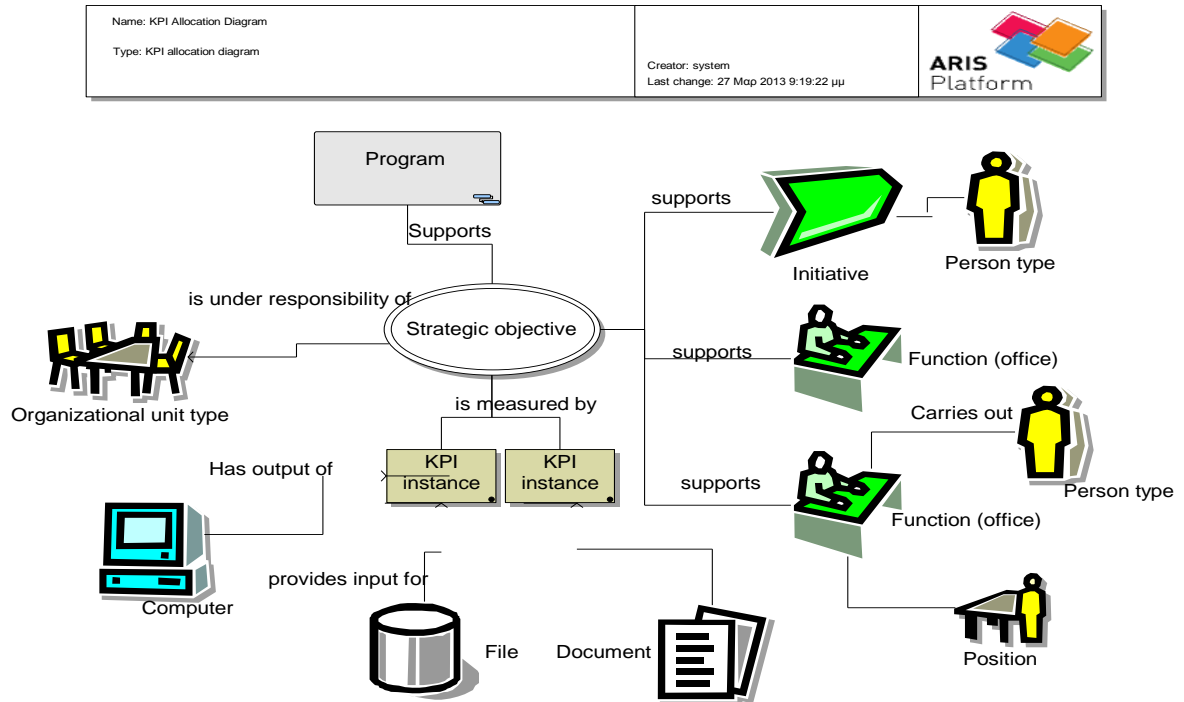 Name: KPI Allocation Diagram
Type: KPI allocation diagram
Creator: system
Last change: 27 Μαρ 2013 9:19:22 μμ
ARIS
Platform
Program
Supports
supports
Initiative
Person type
is under responsibility of
Strategic objective
supports
Function (office)
Organizational unit type
is measured by
Carries out
KPI
instance
KPI
instance
Has output of
supports
Person type
Function (office)
Computer
provides input for
File
Document
Position